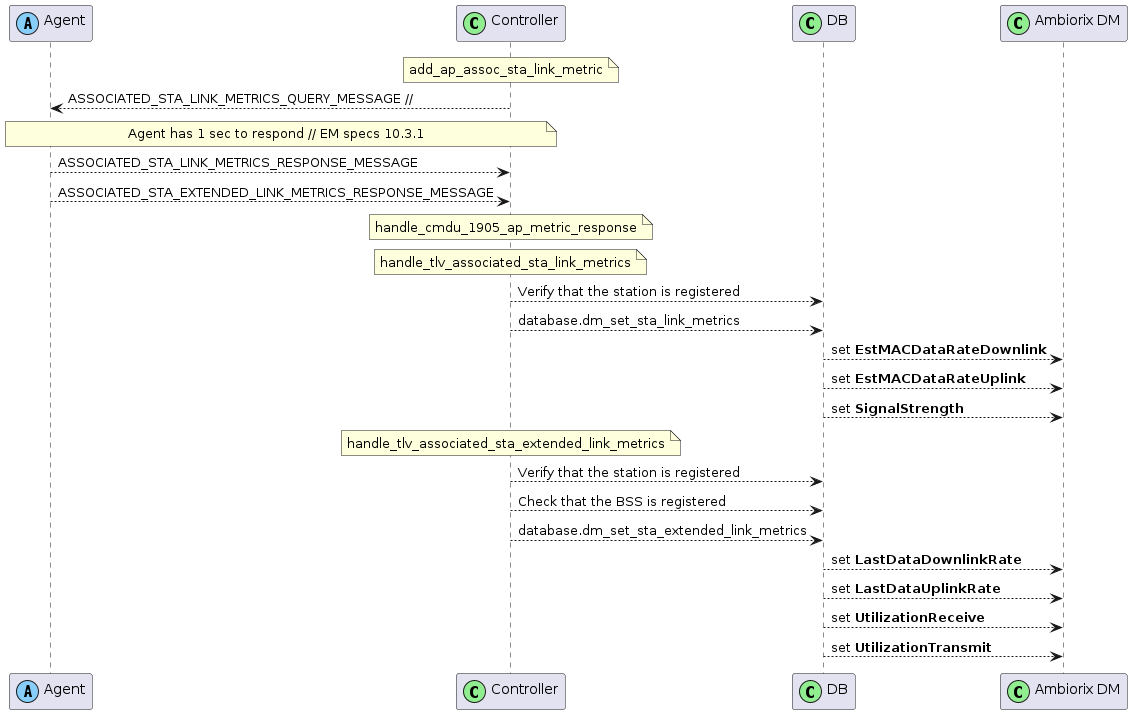 A Agent
C Controller
C DB
C Ambiorix DM
add_ap_assoc_sta_link_metric
ASSOCIATED_STA_LINK_METRICS_QUERY_MESSAGE //
Agent has 1 sec to respond // EM specs 10.3.1
ASSOCIATED_STA_LINK_METRICS_RESPONSE_MESSAGE
ASSOCIATED_STA_EXTENDED_LINK_METRICS_RESPONSE_MESSAGE
handle_cmdu_1905_ap_metric_response
handle_tlv_associated_sta_link_metrics
Verify that the station is registered
database.dm_set_sta_link_metrics
set EstMACDataRateDownlink
set EstMACDataRateUplink
set SignalStrength
handle_tlv_associated_sta_extended_link_metrics
Verify that the station is registered
Check that the BSS is registered
database.dm_set_sta_extended_link_metrics
set LastDataDownlinkRate
set LastDataUplinkRate
set UtilizationReceive
set UtilizationTransmit
A Agent
C Controller
C DB
C Ambiorix DM